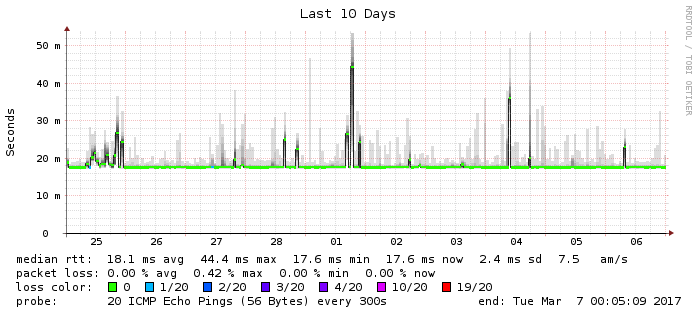 Last 10 Days
RRDTOOL / TOBI OETIKER
Seconds
50 m
40 m
30 m
20 m
10 m
0
25 26 27 28 01 02 03 04 05 06
median rtt: 18.1 ms avg 44.4 ms max 17.6 ms min 17.6 ms now 2.4 ms sd 7.5 am/s
packet loss: 0.00 % avg 0.42 % max 0.00 % min 0.00 % now
loss color: 0 1/20 2/20 3/20 4/20 10/20 19/20
probe: 20 ICMP Echo Pings (56 Bytes) every 300s end: Tue Mar 7 00:05:09 2017